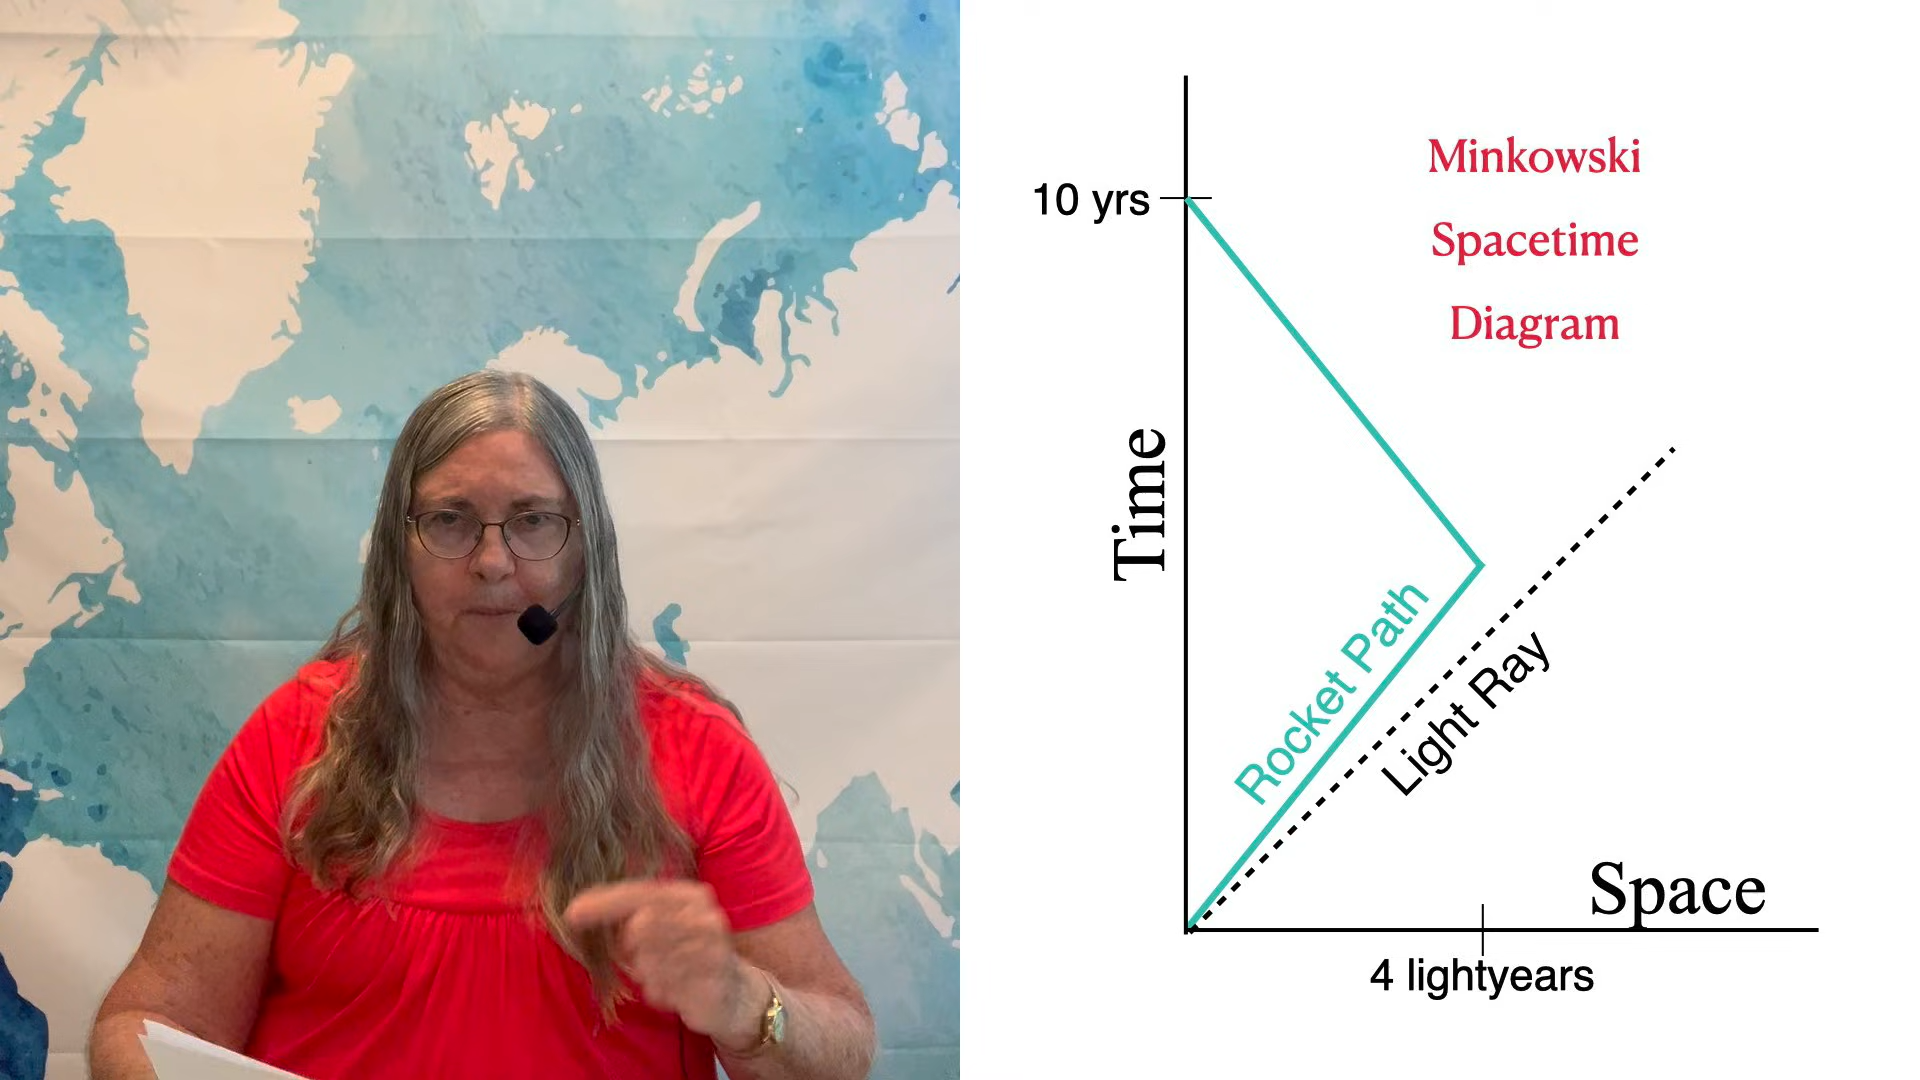 Minkowski
Spacetime
Diagram
10 yrs
Time
Rocket Path
Light Ray
Space
4 lightyears